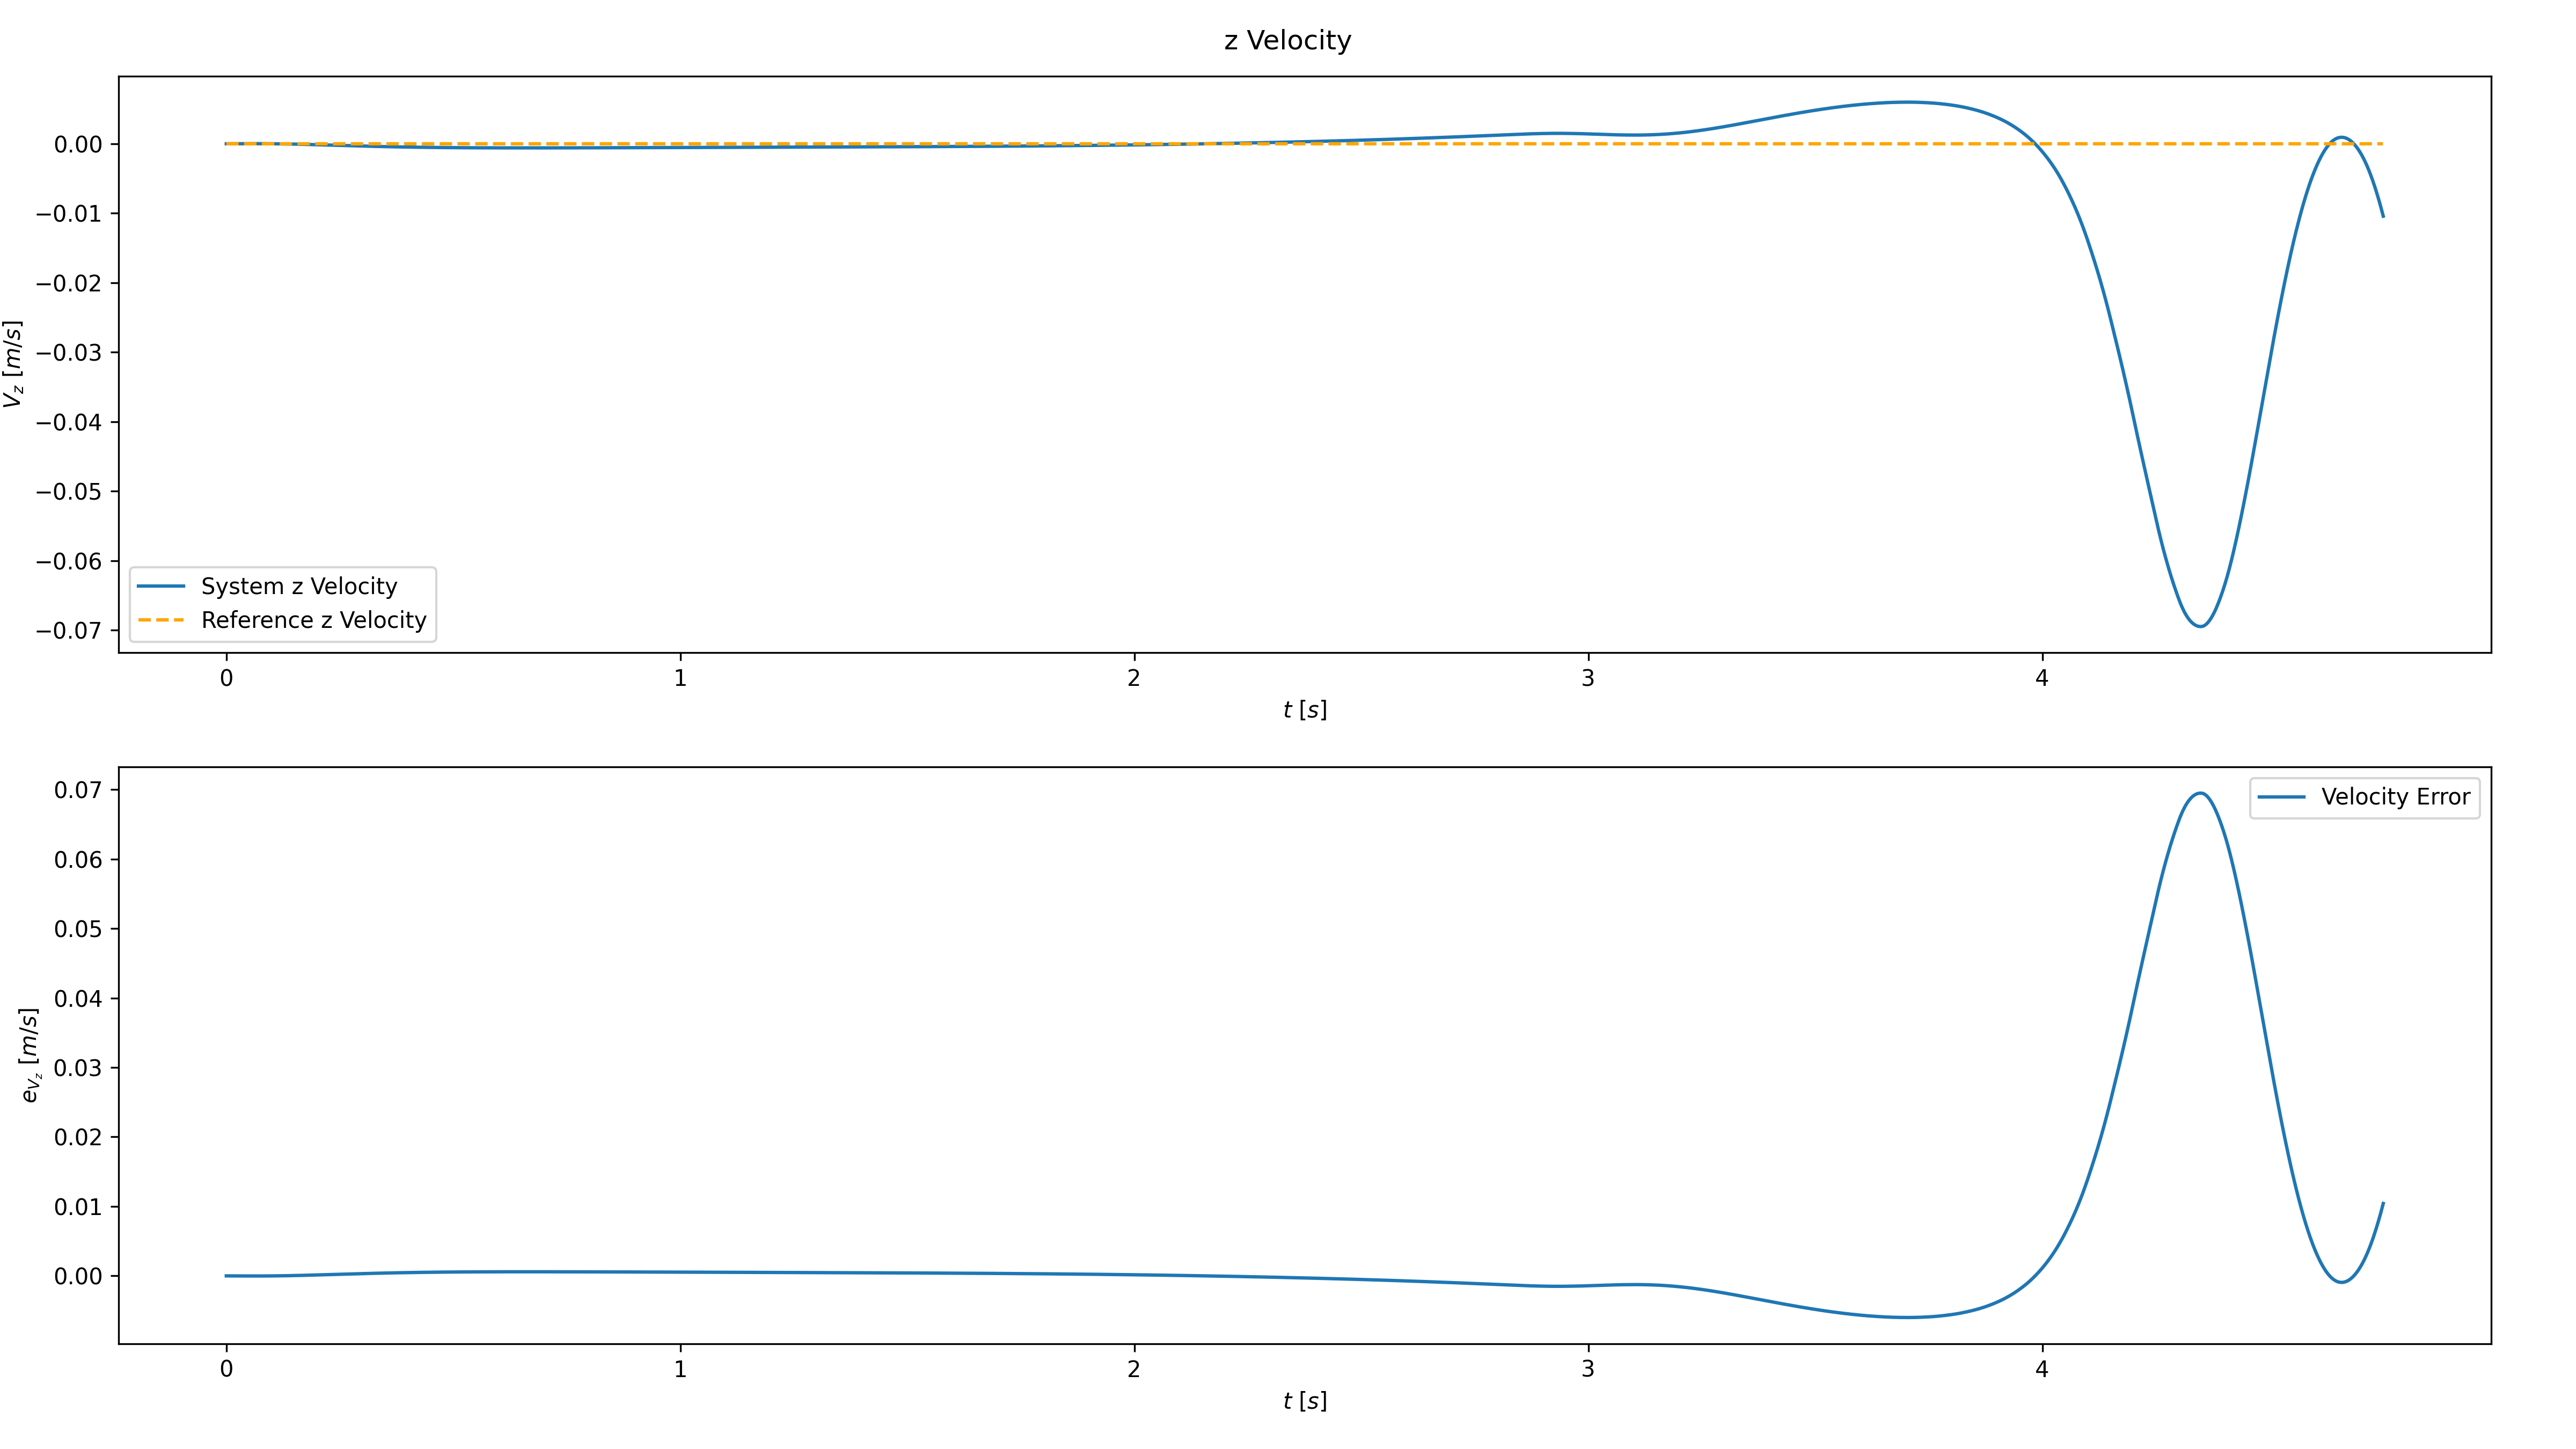 z Velocity
0.00
−0.01
−0.02
−0.03
−0.04
−0.05
−0.06
−0.07
V_z [m/s]
System z Velocity
Reference z Velocity
0 1 2 3 4
t [s]
0.07
0.06
0.05
0.04
0.03
0.02
0.01
0.00
e_{V_z} [m/s]
Velocity Error
0 1 2 3 4
t [s]